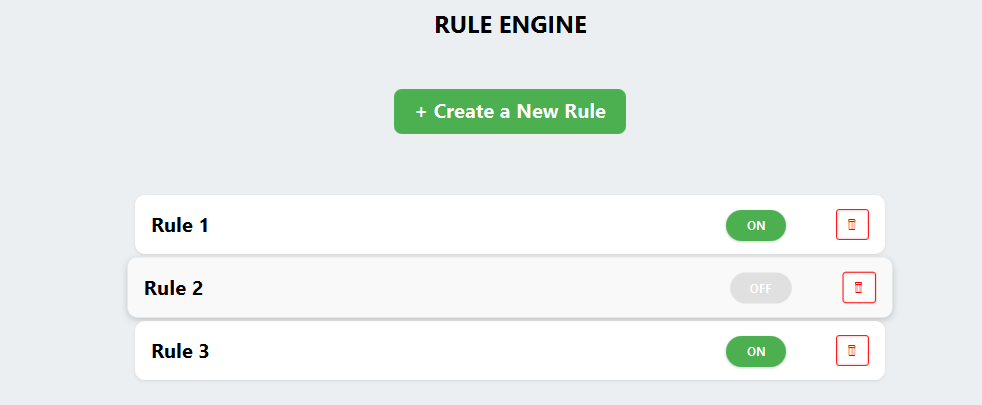 RULE ENGINE
+ Create a New Rule
Rule 1 ON
Rule 2 OFF
Rule 3 ON